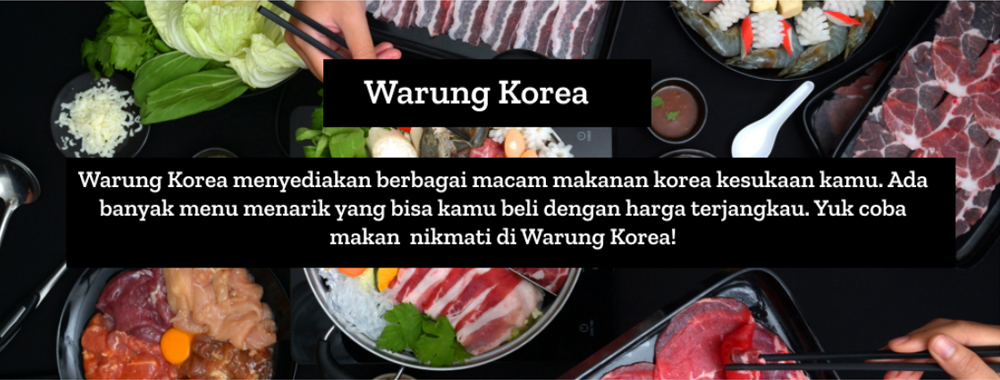 Warung Korea
Warung Korea menyediakan berbagai macam makanan korea kesukaan kamu. Ada
banyak menu menarik yang bisa kamu beli dengan harga terjangkau. Yuk coba
makan  nikmati di Warung Korea!